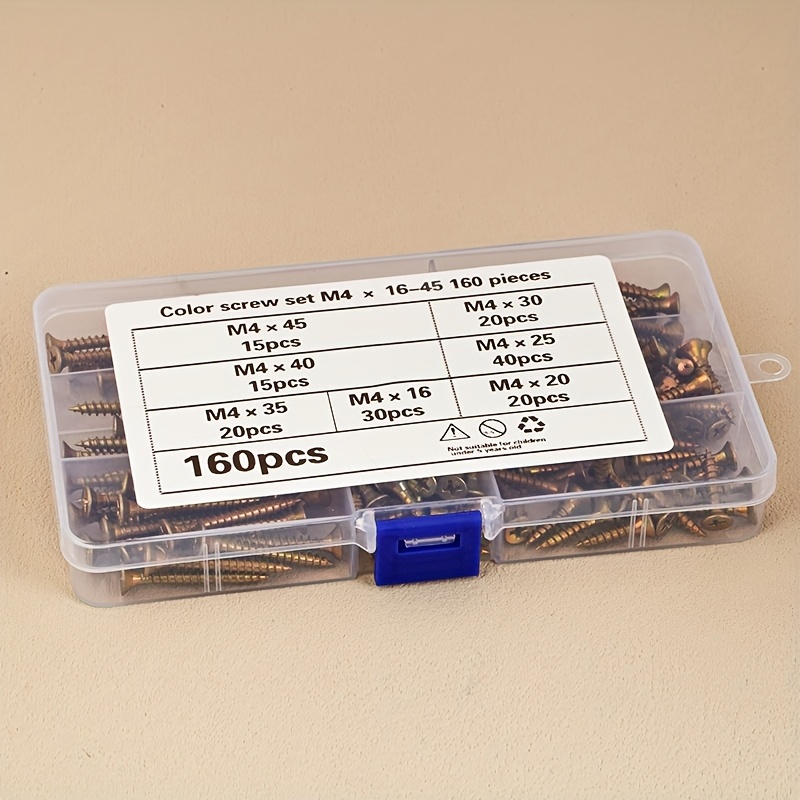 Color screw set M4 × 16-45 160 pieces
M4 × 45
15pcs
M4 × 30
20pcs
M4 × 40
15pcs
M4 × 25
40pcs
M4 × 35
20pcs
M4 × 16
30pcs
M4 × 20
20pcs
160pcs
Not suitable for children
under 5 years old